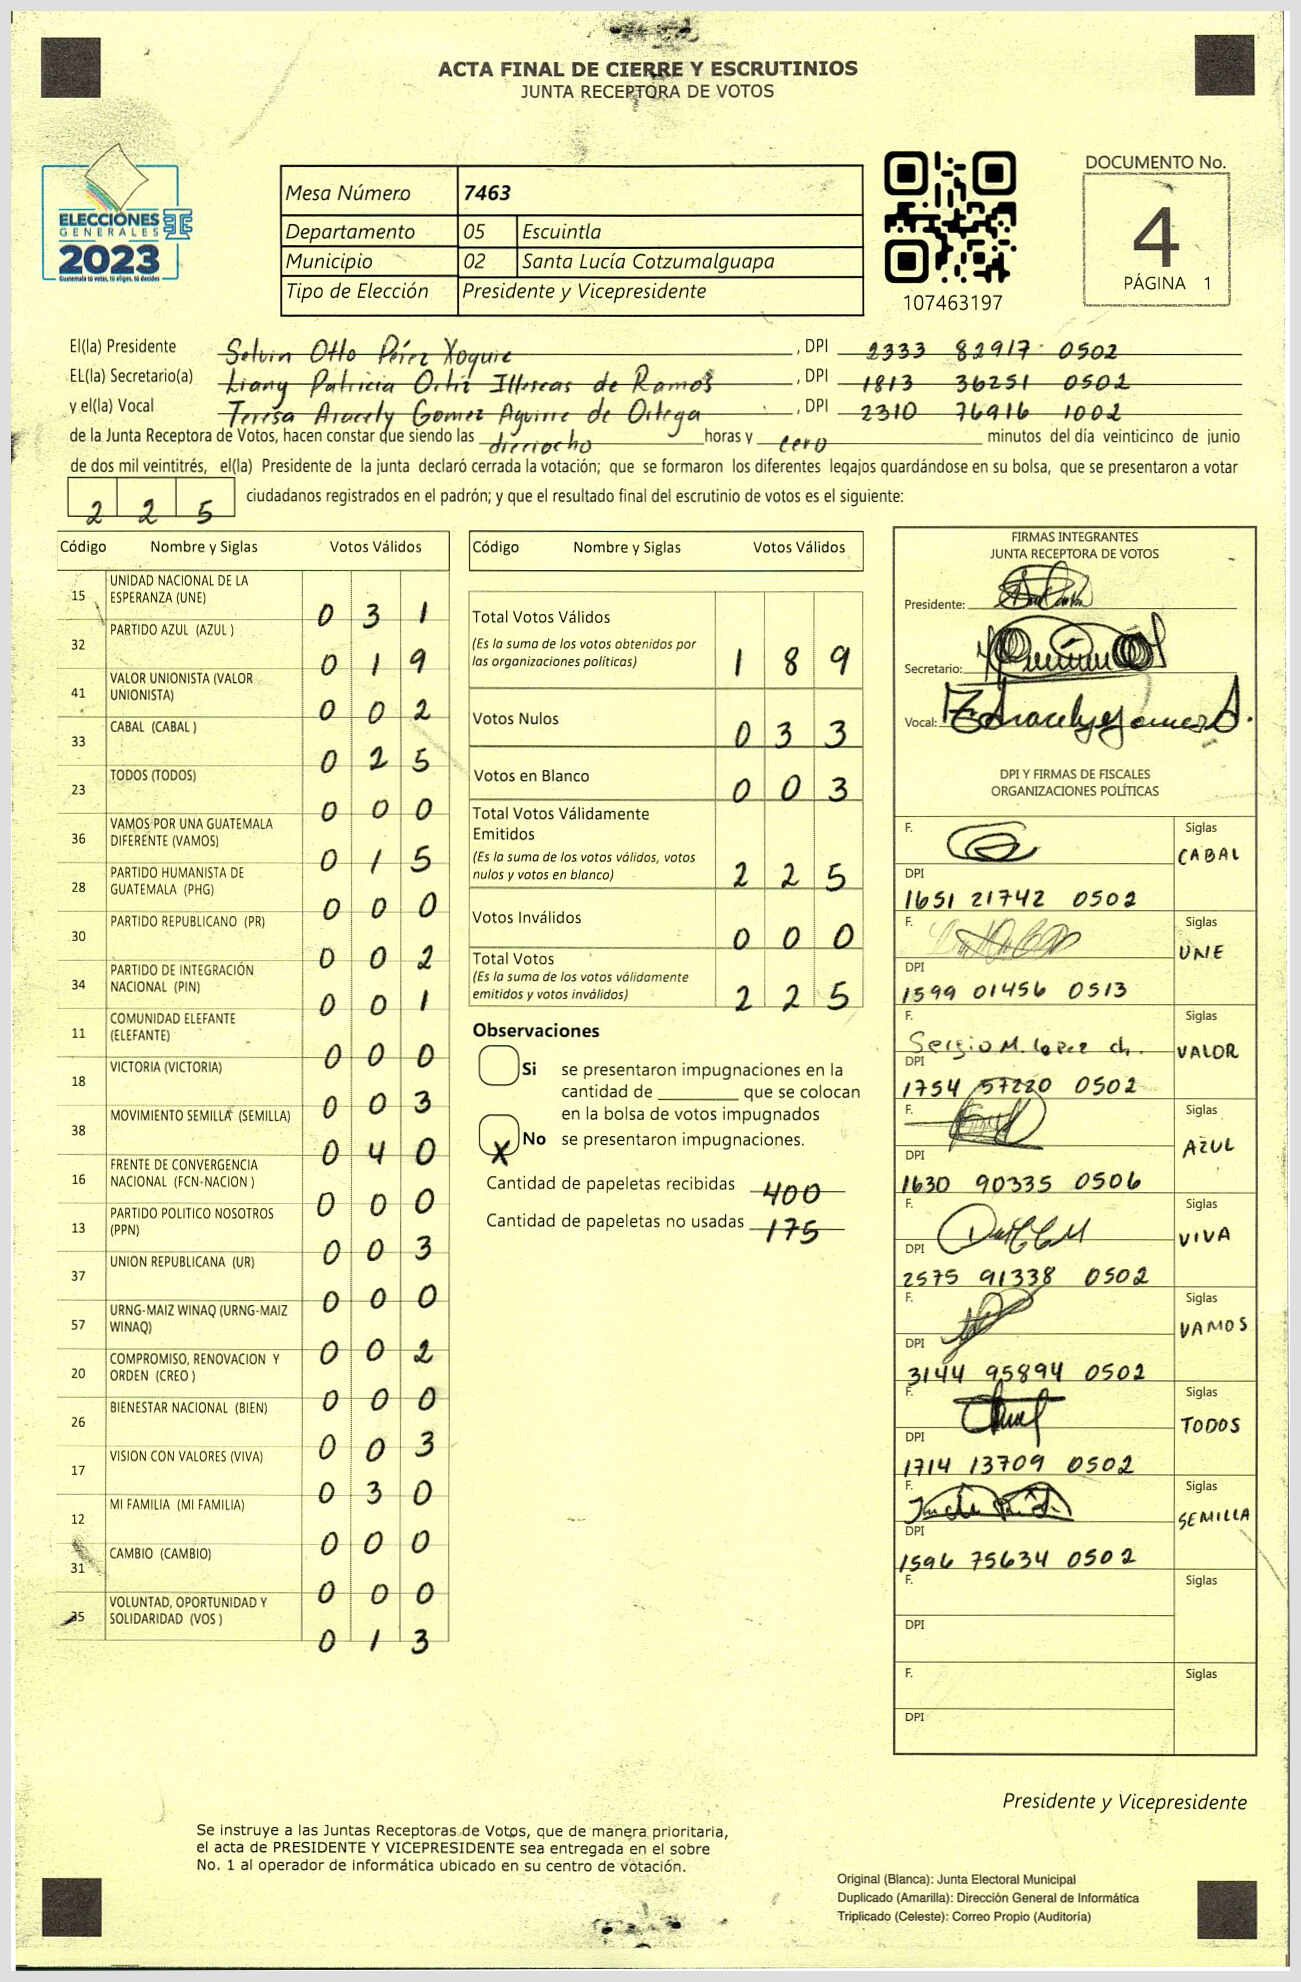 ACTA FINAL DE CIERRE Y ESCRUTINIOS
JUNTA RECEPTORA DE VOTOS
ELECCIONES
GENERALES
2023
Guatemala tú votas, tú eliges, tú decides
Mesa Número 7463
Departamento 05 Escuintla
Municipio 02 Santa Lucía Cotzumalguapa
Tipo de Elección Presidente y Vicepresidente
107463197
DOCUMENTO No.
4
PÁGINA 1
El(la) Presidente Selvin Otto Pérez Xoquic , DPI 2333 82917 0502
EL(la) Secretario(a) Liany Patricia Ortiz Illescas de Ramos , DPI 1813 36251 0502
y el(la) Vocal Teresa Aracely Gomez Aguirre de Ortega , DPI 2310 76916 1002
de la Junta Receptora de Votos, hacen constar que siendo las dieciocho horas y cero minutos del día veinticinco de junio
de dos mil veintitrés, el(la) Presidente de la junta declaró cerrada la votación; que se formaron los diferentes legajos guardándose en su bolsa, que se presentaron a votar
2 2 5 ciudadanos registrados en el padrón; y que el resultado final del escrutinio de votos es el siguiente:
Código Nombre y Siglas Votos Válidos
15 UNIDAD NACIONAL DE LA ESPERANZA (UNE) 0 3 1
32 PARTIDO AZUL (AZUL ) 0 1 9
41 VALOR UNIONISTA (VALOR UNIONISTA) 0 0 2
33 CABAL (CABAL ) 0 2 5
23 TODOS (TODOS) 0 0 0
36 VAMOS POR UNA GUATEMALA DIFERENTE (VAMOS) 0 1 5
28 PARTIDO HUMANISTA DE GUATEMALA (PHG) 0 0 0
30 PARTIDO REPUBLICANO (PR) 0 0 2
34 PARTIDO DE INTEGRACIÓN NACIONAL (PIN) 0 0 1
11 COMUNIDAD ELEFANTE (ELEFANTE) 0 0 0
18 VICTORIA (VICTORIA) 0 0 3
38 MOVIMIENTO SEMILLA (SEMILLA) 0 4 0
16 FRENTE DE CONVERGENCIA NACIONAL (FCN-NACION ) 0 0 0
13 PARTIDO POLITICO NOSOTROS (PPN) 0 0 3
37 UNION REPUBLICANA (UR) 0 0 0
57 URNG-MAIZ WINAQ (URNG-MAIZ WINAQ) 0 0 2
20 COMPROMISO, RENOVACION Y ORDEN (CREO ) 0 0 0
26 BIENESTAR NACIONAL (BIEN) 0 0 3
17 VISION CON VALORES (VIVA) 0 3 0
12 MI FAMILIA (MI FAMILIA) 0 0 0
31 CAMBIO (CAMBIO) 0 0 0
35 VOLUNTAD, OPORTUNIDAD Y SOLIDARIDAD (VOS ) 0 1 3
Código Nombre y Siglas Votos Válidos
Total Votos Válidos
(Es la suma de los votos obtenidos por
las organizaciones políticas) 1 8 9
Votos Nulos 0 3 3
Votos en Blanco 0 0 3
Total Votos Válidamente
Emitidos
(Es la suma de los votos válidos, votos
nulos y votos en blanco) 2 2 5
Votos Inválidos 0 0 0
Total Votos
(Es la suma de los votos válidamente
emitidos y votos inválidos) 2 2 5
Observaciones
Si se presentaron impugnaciones en la
cantidad de ________ que se colocan
en la bolsa de votos impugnados
X No se presentaron impugnaciones.
Cantidad de papeletas recibidas 400
Cantidad de papeletas no usadas 175
FIRMAS INTEGRANTES
JUNTA RECEPTORA DE VOTOS
Presidente:
Secretario:
Vocal:
DPI Y FIRMAS DE FISCALES
ORGANIZACIONES POLÍTICAS
F. Siglas
CABAL
DPI
1651 21742 0502
F. Siglas
UNE
DPI
1599 01456 0513
F. Siglas
Sergio M. Lopez ch. VALOR
DPI
1754 57220 0502
F. Siglas
AZUL
DPI
1630 90335 0506
F. Siglas
VIVA
DPI
2575 91338 0502
F. Siglas
VAMOS
DPI
3144 95894 0502
F. Siglas
TODOS
DPI
1714 13709 0502
F. Siglas
SEMILLA
DPI
1596 75634 0502
F. Siglas
DPI
F. Siglas
DPI
Presidente y Vicepresidente
Se instruye a las Juntas Receptoras de Votos, que de manera prioritaria,
el acta de PRESIDENTE Y VICEPRESIDENTE sea entregada en el sobre
No. 1 al operador de informática ubicado en su centro de votación.
Original (Blanca): Junta Electoral Municipal
Duplicado (Amarilla): Dirección General de Informática
Triplicado (Celeste): Correo Propio (Auditoría)